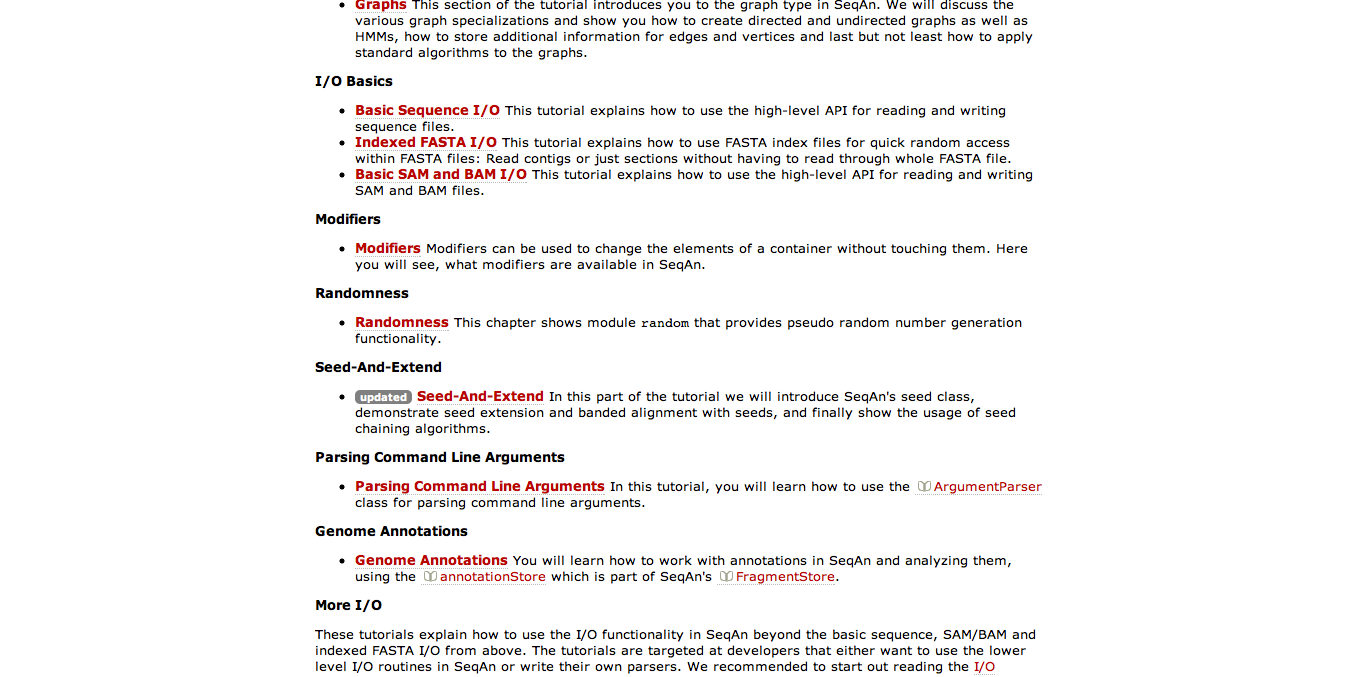 Graphs This section of the tutorial introduces you to the graph type in SeqAn. We will discuss the
various graph specializations and show you how to create directed and undirected graphs as well as
HMMs, how to store additional information for edges and vertices and last but not least how to apply
standard algorithms to the graphs.
I/O Basics
Basic Sequence I/O This tutorial explains how to use the high-level API for reading and writing
sequence files.
Indexed FASTA I/O This tutorial explains how to use FASTA index files for quick random access
within FASTA files: Read contigs or just sections without having to read through whole FASTA file.
Basic SAM and BAM I/O This tutorial explains how to use the high-level API for reading and writing
SAM and BAM files.
Modifiers
Modifiers Modifiers can be used to change the elements of a container without touching them. Here
you will see, what modifiers are available in SeqAn.
Randomness
Randomness This chapter shows module random that provides pseudo random number generation
functionality.
Seed-And-Extend
updated Seed-And-Extend In this part of the tutorial we will introduce SeqAn's seed class,
demonstrate seed extension and banded alignment with seeds, and finally show the usage of seed
chaining algorithms.
Parsing Command Line Arguments
Parsing Command Line Arguments In this tutorial, you will learn how to use the ArgumentParser
class for parsing command line arguments.
Genome Annotations
Genome Annotations You will learn how to work with annotations in SeqAn and analyzing them,
using the annotationStore which is part of SeqAn's FragmentStore.
More I/O
These tutorials explain how to use the I/O functionality in SeqAn beyond the basic sequence, SAM/BAM and
indexed FASTA I/O from above. The tutorials are targeted at developers that either want to use the lower
level I/O routines in SeqAn or write their own parsers. We recommended to start out reading the I/O